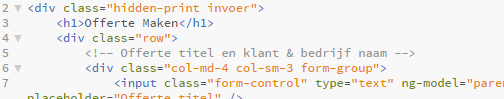 2 <div class="hidden-print invoer">
3 <h1>Offerte Maken</h1>
4 <div class="row">
5 <!-- Offerte titel en klant & bedrijf naam -->
6 <div class="col-md-4 col-sm-3 form-group">
7 <input class="form-control" type="text" ng-model="paren
placeholder="Offerte titel" />